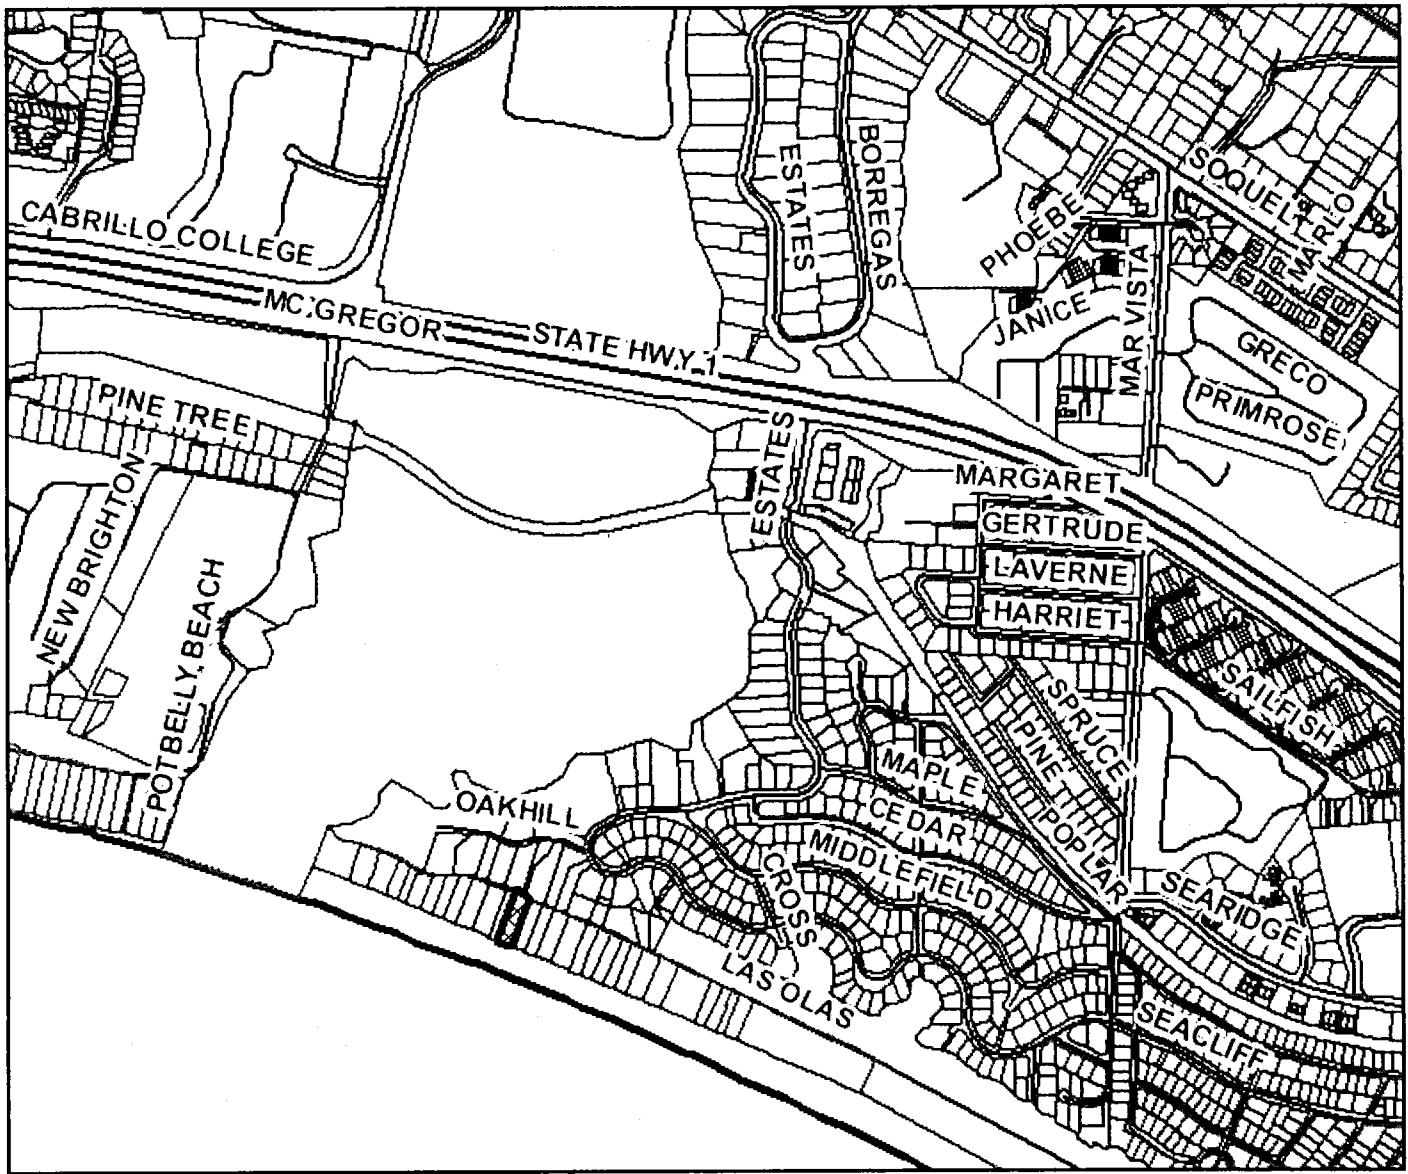 ESTATES
BORREGAS
SOQUEL
MARLO
PHOEBE
CABRILLO COLLEGE
MAR VISTA
JANICE
MC GREGOR
STATE HWY 1
GRECO
PRIMROSE
PINE TREE
ESTATES
MARGARET
NEW BRIGHTON
GERTRUDE
LAVERNE
HARRIET
POTBELLY BEACH
SAILFISH
SPRUCE
PINE
MAPLE
OAKHILL
CEDAR
POPLAR
MIDDLEFIELD
CROSS
SEARIDGE
LAS OLAS
SEACLIFF